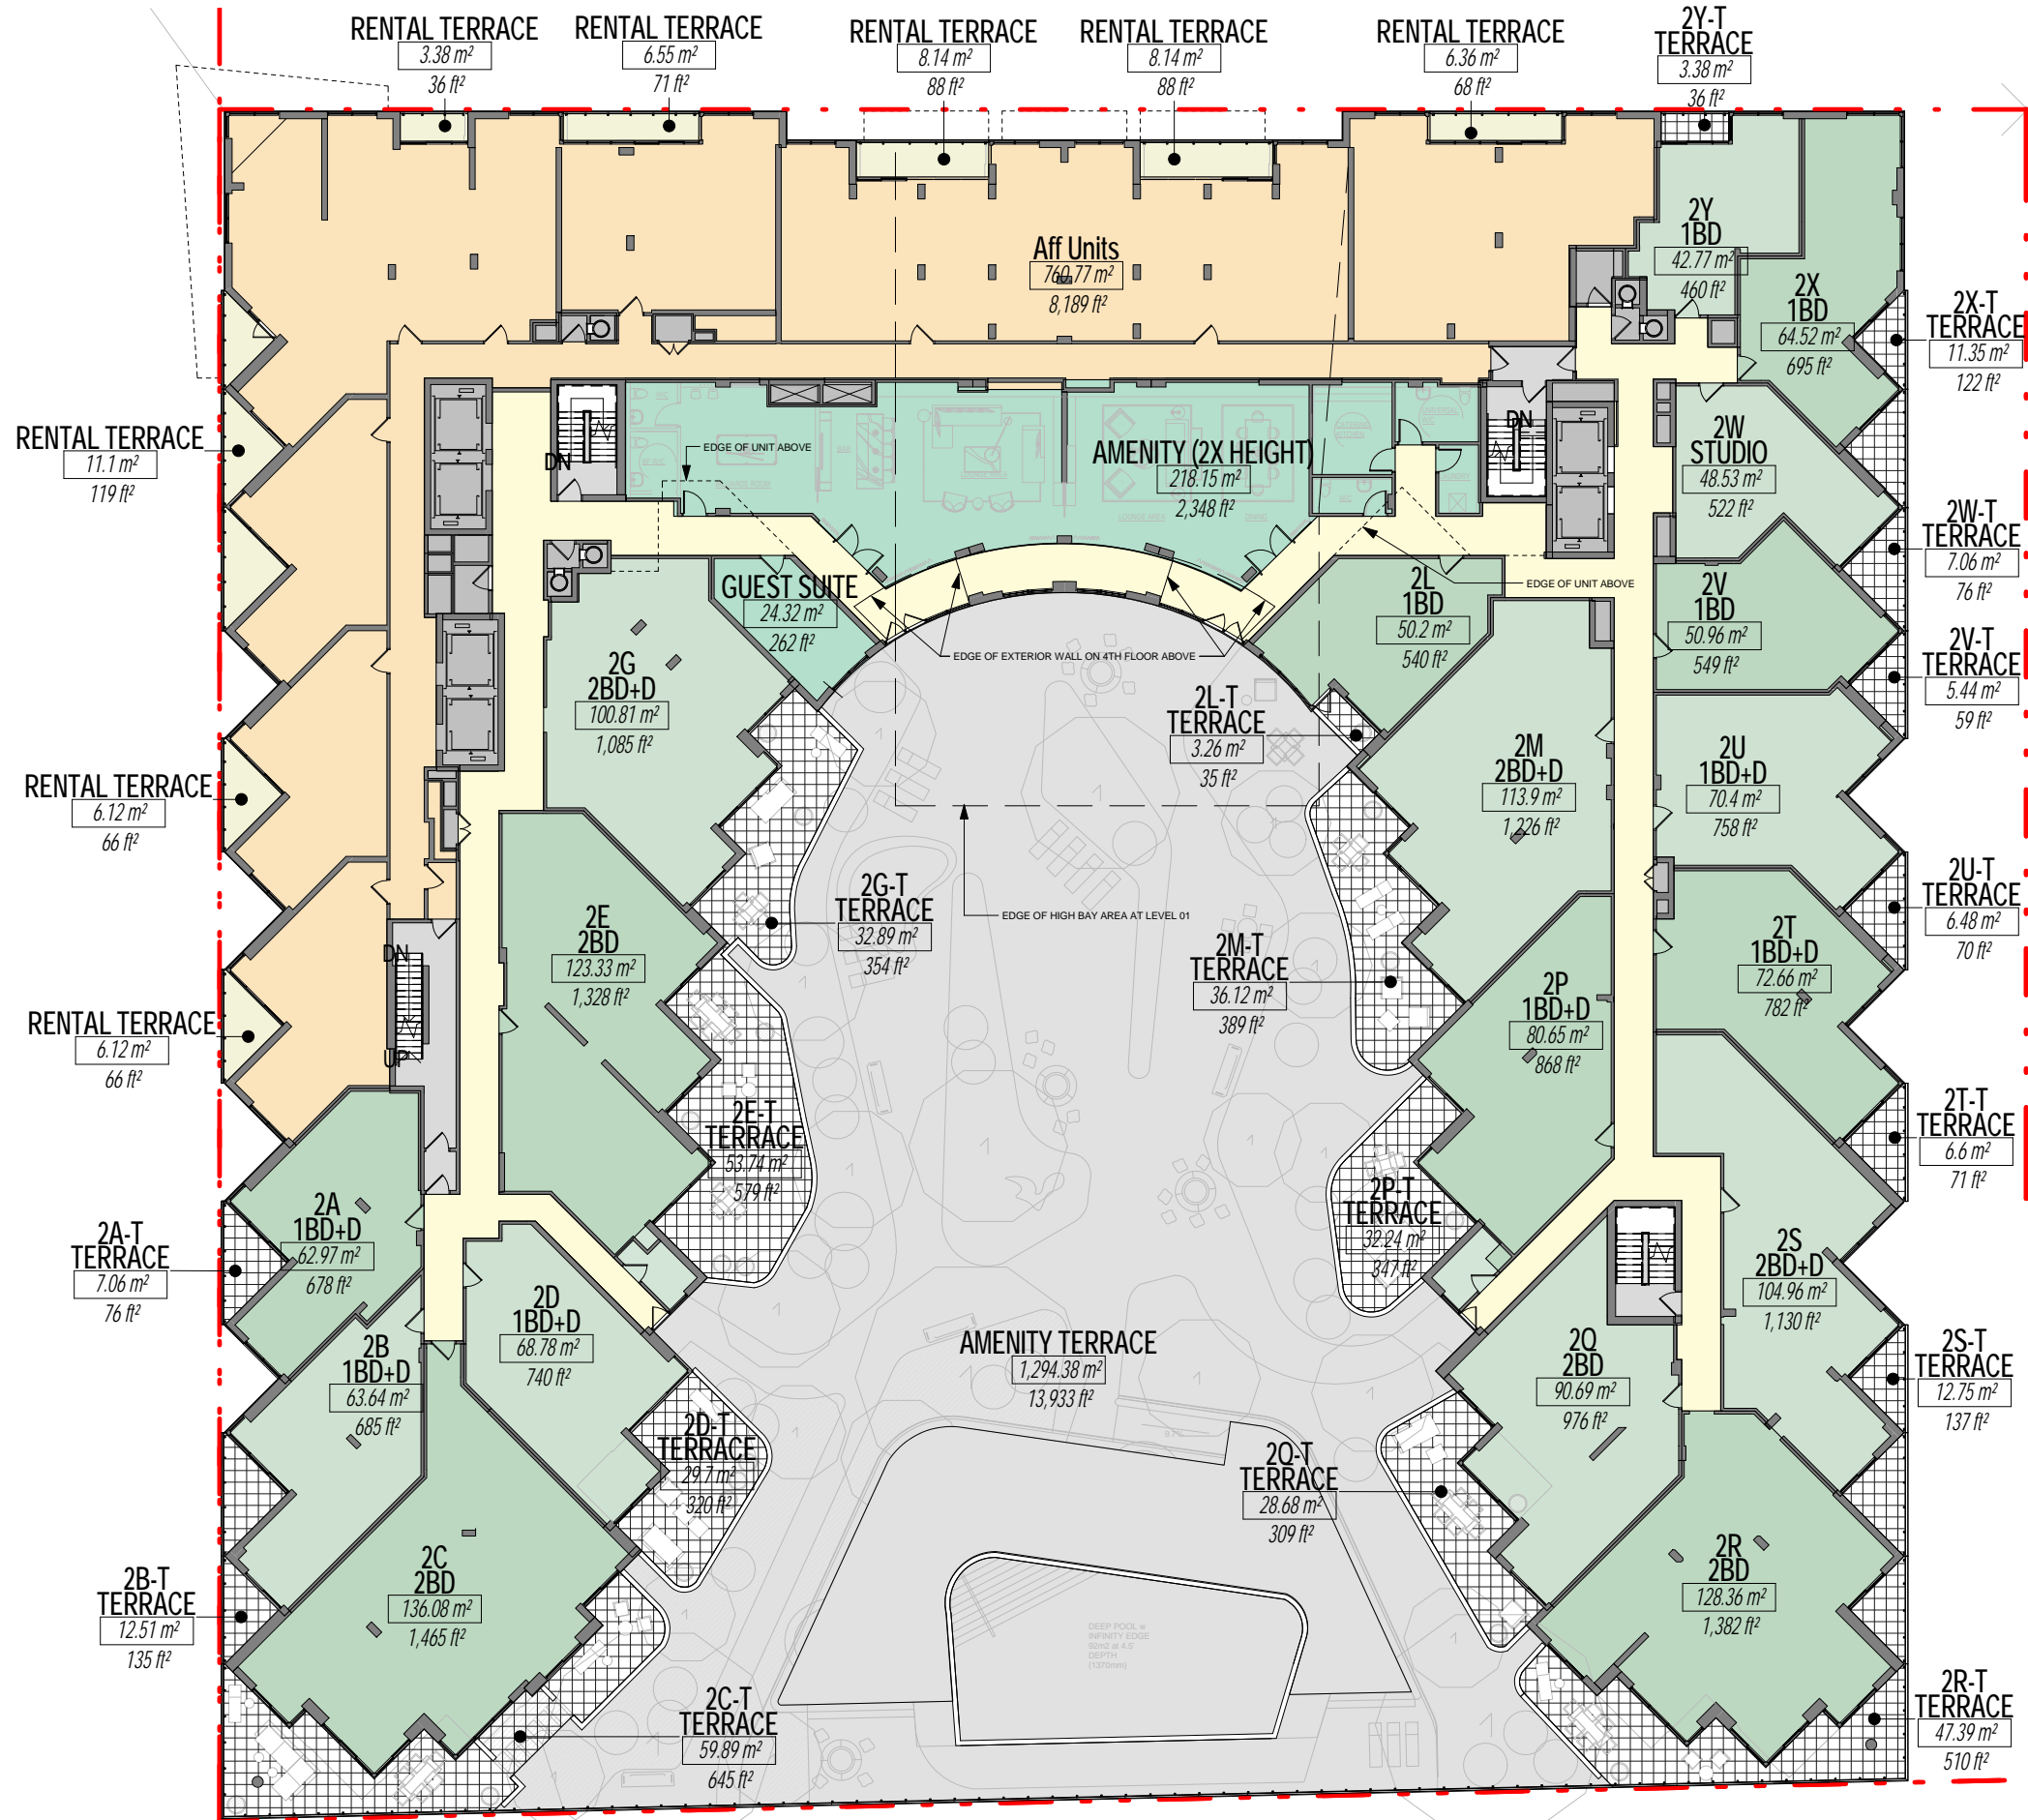 RENTAL TERRACE
3.38 m²
36 ft²
RENTAL TERRACE
6.55 m²
71 ft²
RENTAL TERRACE
8.14 m²
88 ft²
RENTAL TERRACE
8.14 m²
88 ft²
RENTAL TERRACE
6.36 m²
68 ft²
2Y-T
TERRACE
3.38 m²
36 ft²
Aff Units
760.77 m²
8,189 ft²
2Y
1BD
42.77 m²
460 ft²
2X
1BD
64.52 m²
695 ft²
2X-T
TERRACE
11.35 m²
122 ft²
RENTAL TERRACE
11.1 m²
119 ft²
DN
EDGE OF UNIT ABOVE
BAR
AMENITY (2X HEIGHT)
218.15 m²
2,348 ft²
LOUNGE AREA
DINING
CATERING
KITCHEN
DN
2W
STUDIO
48.53 m²
522 ft²
2W-T
TERRACE
7.06 m²
76 ft²
GUEST SUITE
24.32 m²
262 ft²
EDGE OF UNIT ABOVE
2L
1BD
50.2 m²
540 ft²
2V
1BD
50.96 m²
549 ft²
2V-T
TERRACE
5.44 m²
59 ft²
EDGE OF EXTERIOR WALL ON 4TH FLOOR ABOVE
2G
2BD+D
100.81 m²
1,085 ft²
2L-T
TERRACE
3.26 m²
35 ft²
2M
2BD+D
113.9 m²
1,226 ft²
2U
1BD+D
70.4 m²
758 ft²
RENTAL TERRACE
6.12 m²
66 ft²
2G-T
TERRACE
32.89 m²
354 ft²
EDGE OF HIGH BAY AREA AT LEVEL 01
2U-T
TERRACE
6.48 m²
70 ft²
2E
2BD
123.33 m²
1,328 ft²
2M-T
TERRACE
36.12 m²
389 ft²
2P
1BD+D
80.65 m²
868 ft²
2T
1BD+D
72.66 m²
782 ft²
DN
UP
RENTAL TERRACE
6.12 m²
66 ft²
2E-T
TERRACE
53.74 m²
579 ft²
2T-T
TERRACE
6.6 m²
71 ft²
2A
1BD+D
62.97 m²
678 ft²
2A-T
TERRACE
7.06 m²
76 ft²
2P-T
TERRACE
32.24 m²
347 ft²
2S
2BD+D
104.96 m²
1,130 ft²
2D
1BD+D
68.78 m²
740 ft²
2B
1BD+D
63.64 m²
685 ft²
AMENITY TERRACE
1,294.38 m²
13,933 ft²
2Q
2BD
90.69 m²
976 ft²
2S-T
TERRACE
12.75 m²
137 ft²
2D-T
TERRACE
29.7 m²
320 ft²
2Q-T
TERRACE
28.68 m²
309 ft²
2C
2BD
136.08 m²
1,465 ft²
2R
2BD
128.36 m²
1,382 ft²
2B-T
TERRACE
12.51 m²
135 ft²
DEEP POOL w
INFINITY EDGE
92m2 at 4.5'
DEPTH
(1370mm)
2C-T
TERRACE
59.89 m²
645 ft²
2R-T
TERRACE
47.39 m²
510 ft²